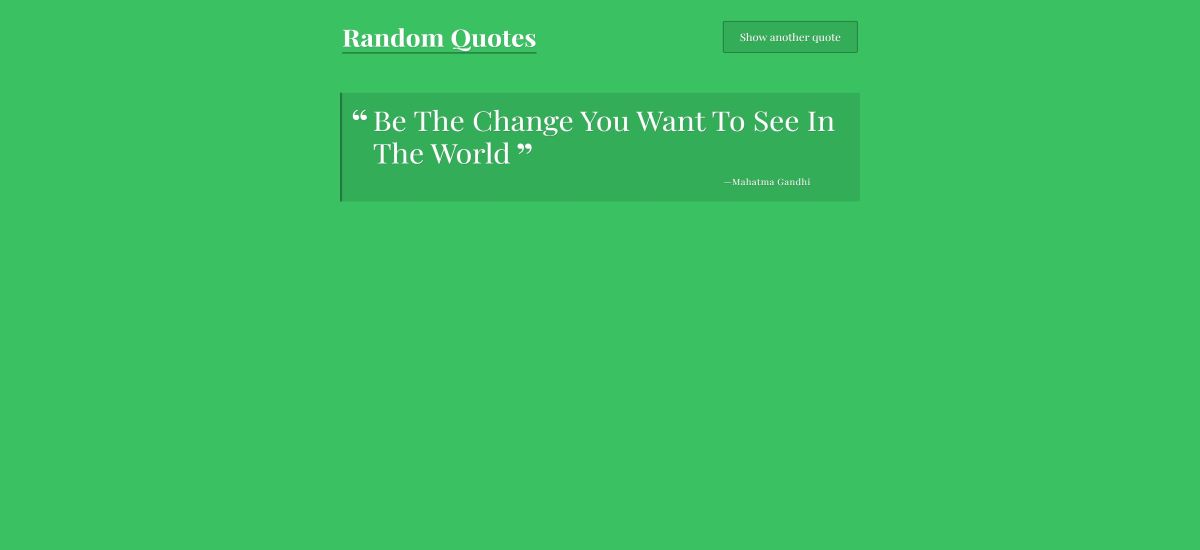 Random Quotes
Show another quote
“ Be The Change You Want To See In
The World ”
—Mahatma Gandhi